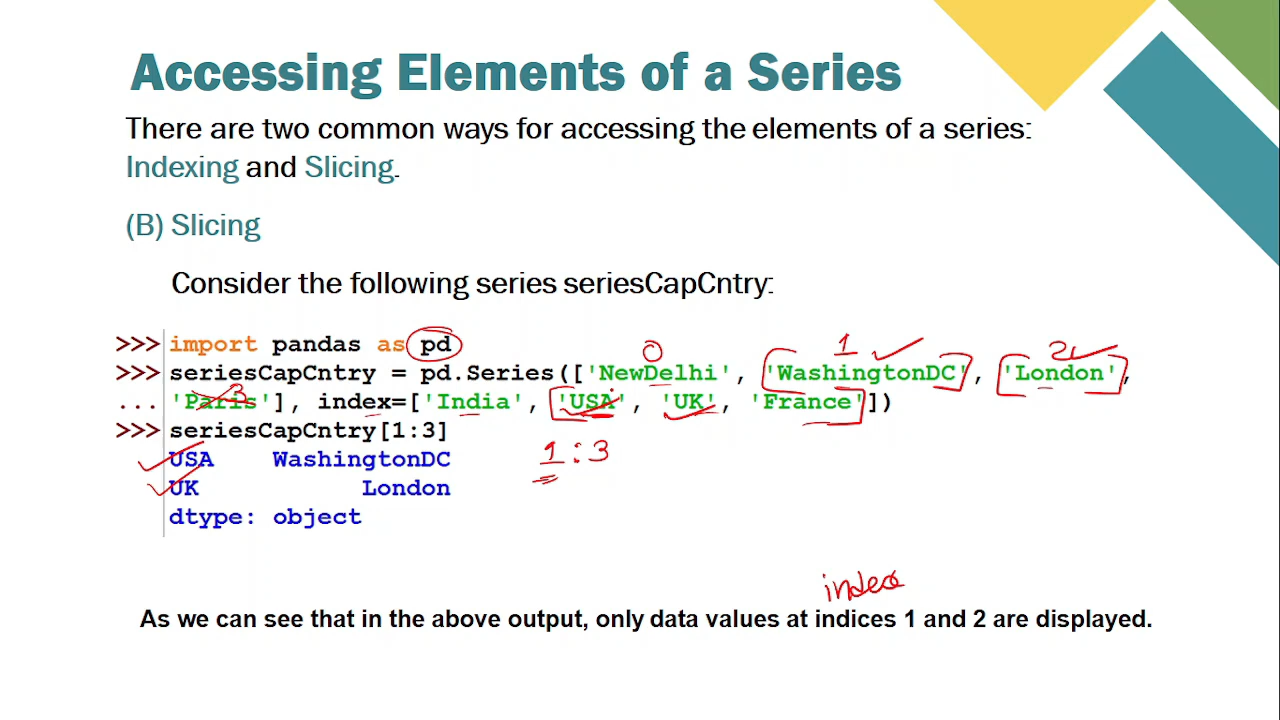 Accessing Elements of a Series
There are two common ways for accessing the elements of a series:
Indexing and Slicing.
(B) Slicing
Consider the following series seriesCapCntry:
>>> import pandas as pd
0 1 2
>>> seriesCapCntry = pd.Series(['NewDelhi', 'WashingtonDC', 'London',
3
... 'Paris'], index=['India', 'USA', 'UK', 'France'])
>>> seriesCapCntry[1:3]
USA WashingtonDC
1:3
UK London
dtype: object
index
As we can see that in the above output, only data values at indices 1 and 2 are displayed.